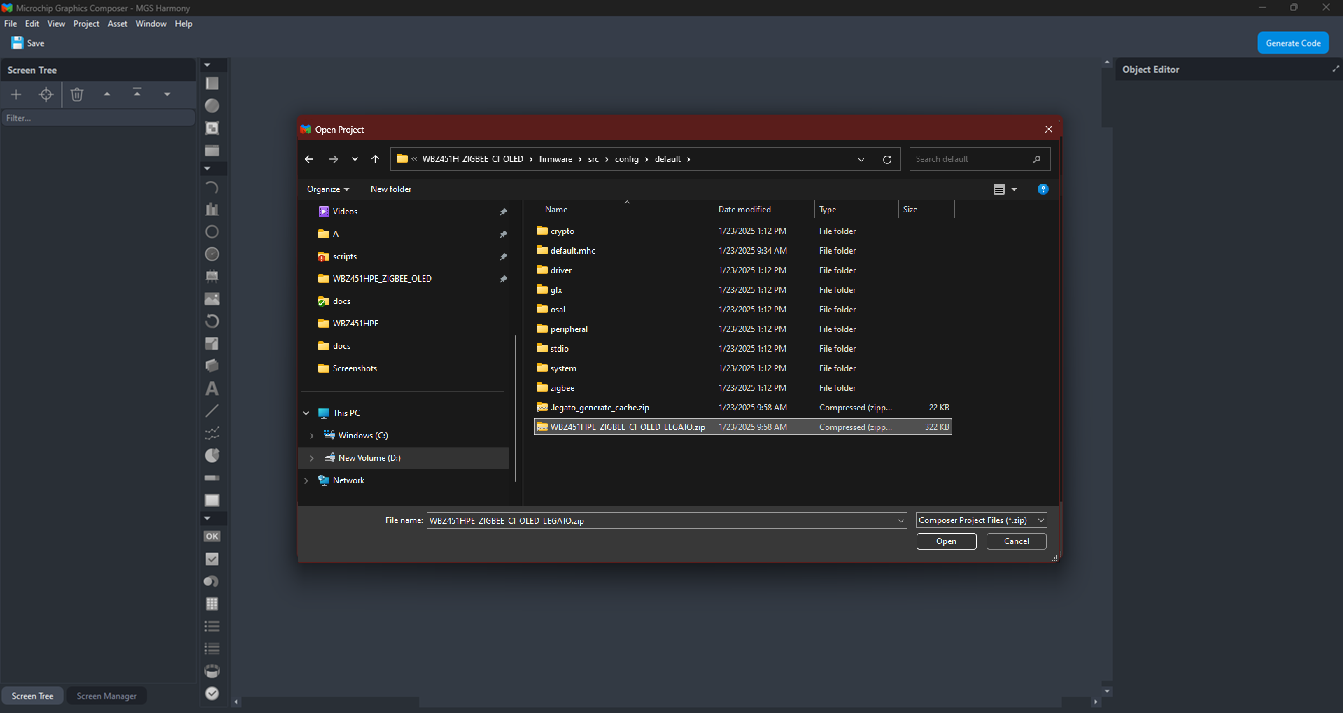 Microchip Graphics Composer - MGS Harmony
File Edit View Project Asset Window Help
Save
Generate Code
Screen Tree
Object Editor
Filter...
Open Project
« WBZ451H ZIGBEE CFOLED › firmware › src › config › default ›
Search default
Organize
New folder
Name
Date modified
Type
Size
Videos
A
scripts
WBZ451HPE_ZIGBEE_OLED
docs
WBZ451HPE
docs
Screenshots
This PC
Windows (C:)
New Volume (D:)
Network
crypto 1/23/2025 1:12 PM File folder
default.mhc 1/23/2025 9:34 AM File folder
driver 1/23/2025 1:12 PM File folder
gfx 1/23/2025 1:12 PM File folder
osal 1/23/2025 1:12 PM File folder
peripheral 1/23/2025 1:12 PM File folder
stdio 1/23/2025 1:12 PM File folder
system 1/23/2025 1:12 PM File folder
zigbee 1/23/2025 1:12 PM File folder
.legato_generate_cache.zip 1/23/2025 9:58 AM Compressed (zipp... 22 KB
WBZ451HPE_ZIGBEE_CFOLED_LEGATO.zip 1/23/2025 9:58 AM Compressed (zipp... 322 KB
File name: WBZ451HPE_ZIGBEE_CFOLED_LEGATO.zip
Composer Project Files (*.zip)
Open
Cancel
OK
Screen Tree
Screen Manager